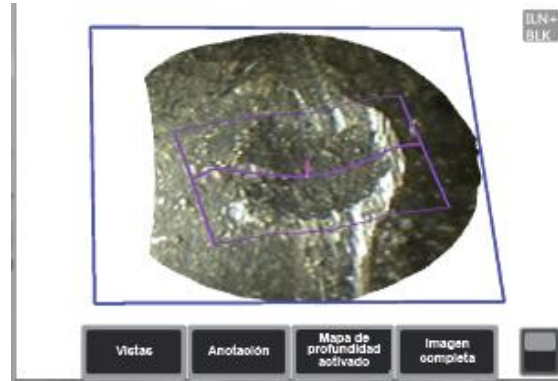 ILN-
BLK
Vistas
Anotación
Mapa de
profundidad
activado
Imagen
completa